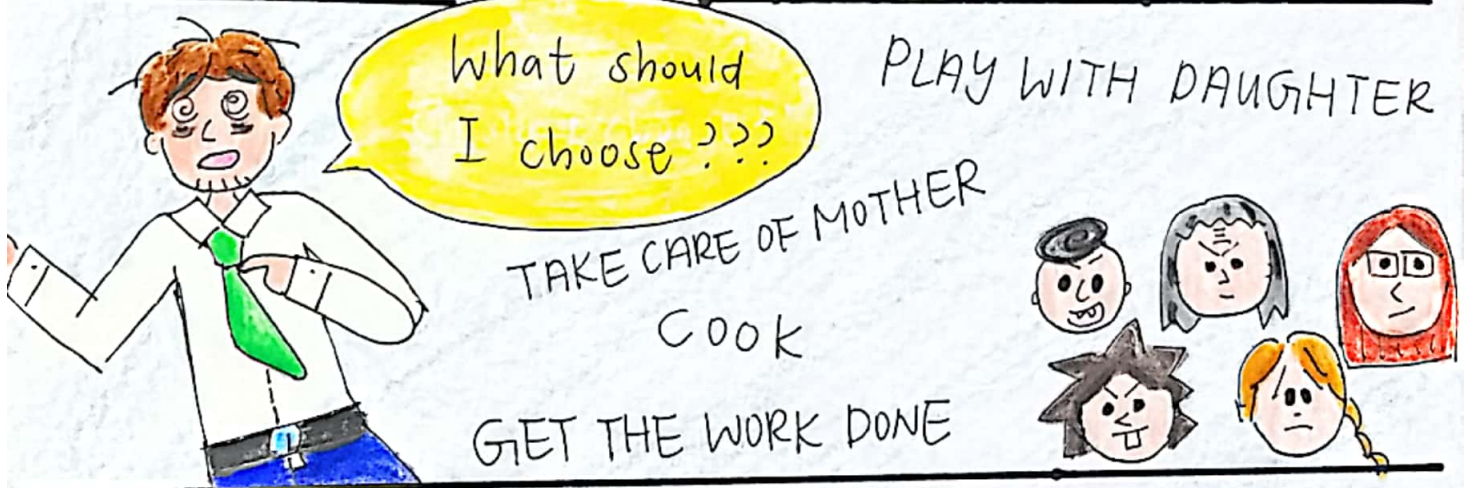 What should
I choose ???
PLAY WITH DAUGHTER
TAKE CARE OF MOTHER
COOK
GET THE WORK DONE